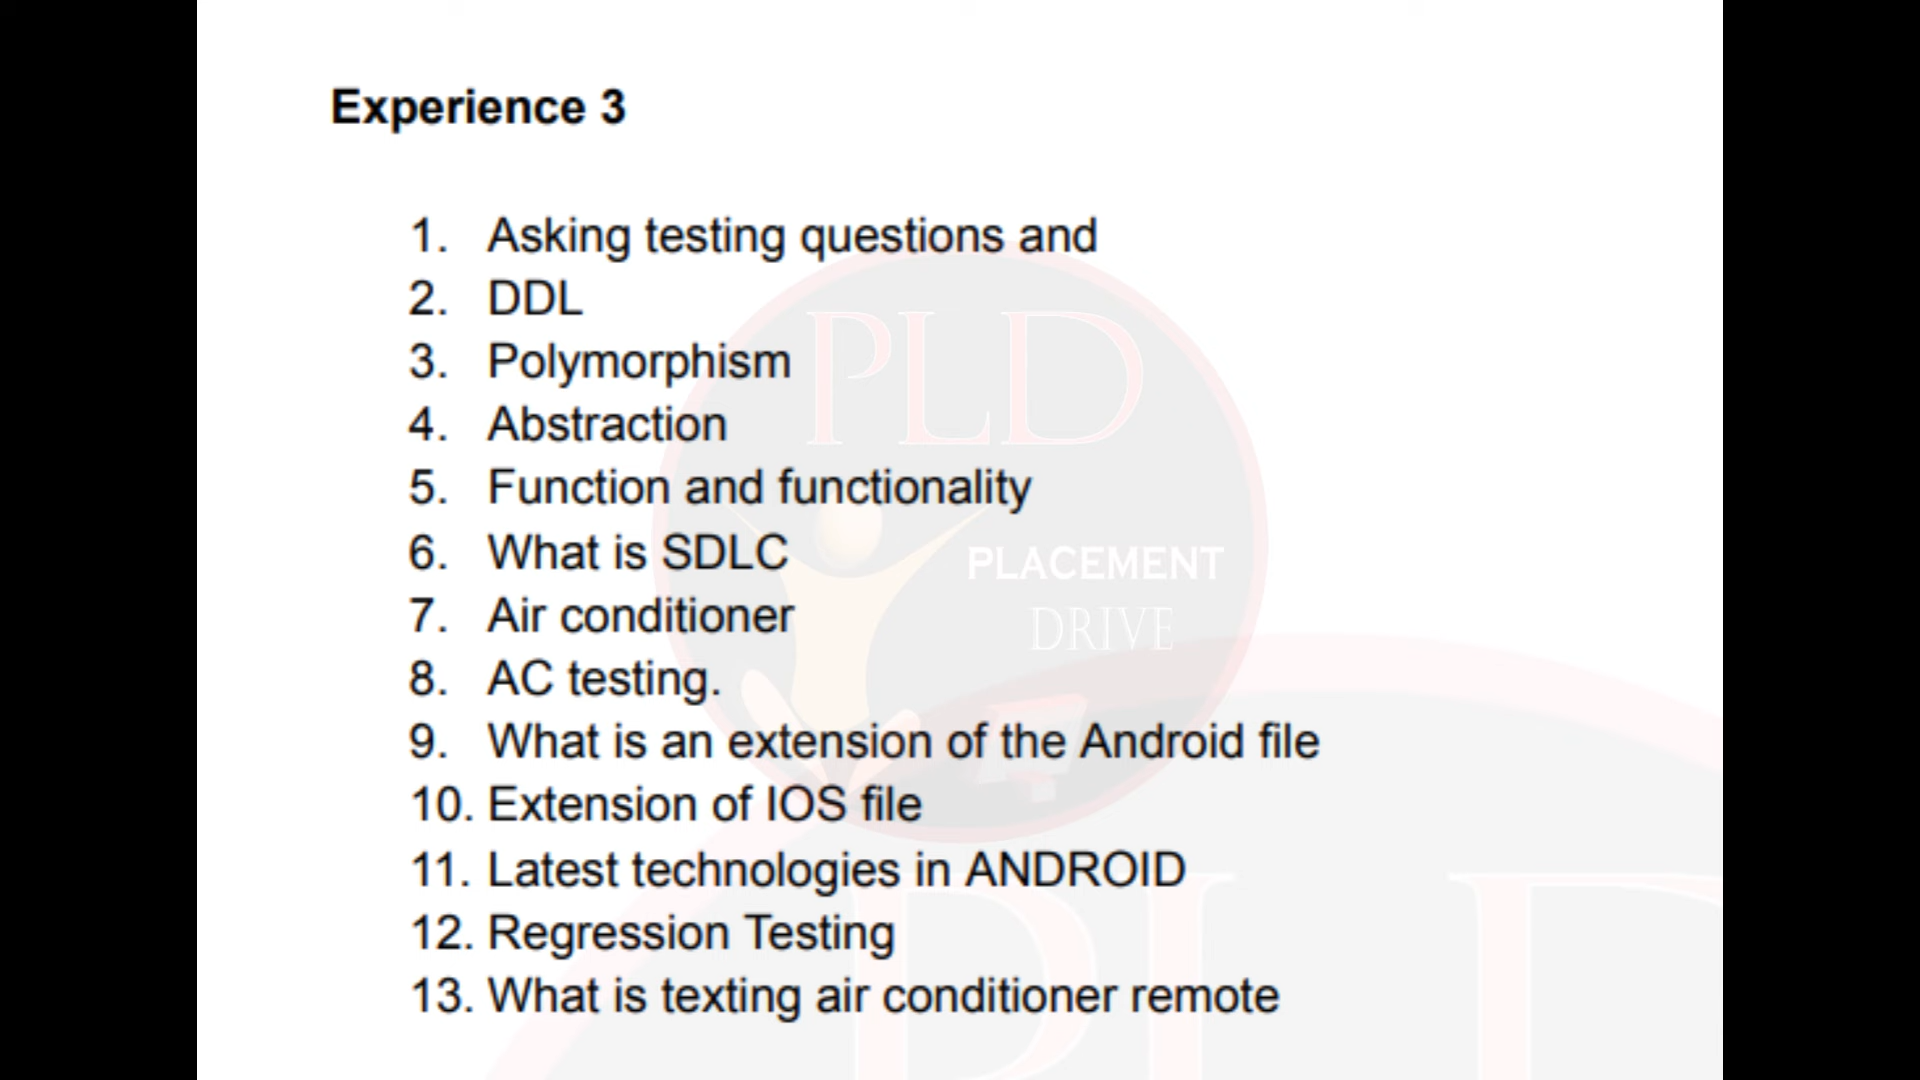 Experience 3
1. Asking testing questions and
2. DDL
3. Polymorphism
4. Abstraction
5. Function and functionality
6. What is SDLC
7. Air conditioner
8. AC testing.
9. What is an extension of the Android file
10. Extension of IOS file
11. Latest technologies in ANDROID
12. Regression Testing
13. What is texting air conditioner remote
PLD
PLACEMENT
DRIVE
PLD